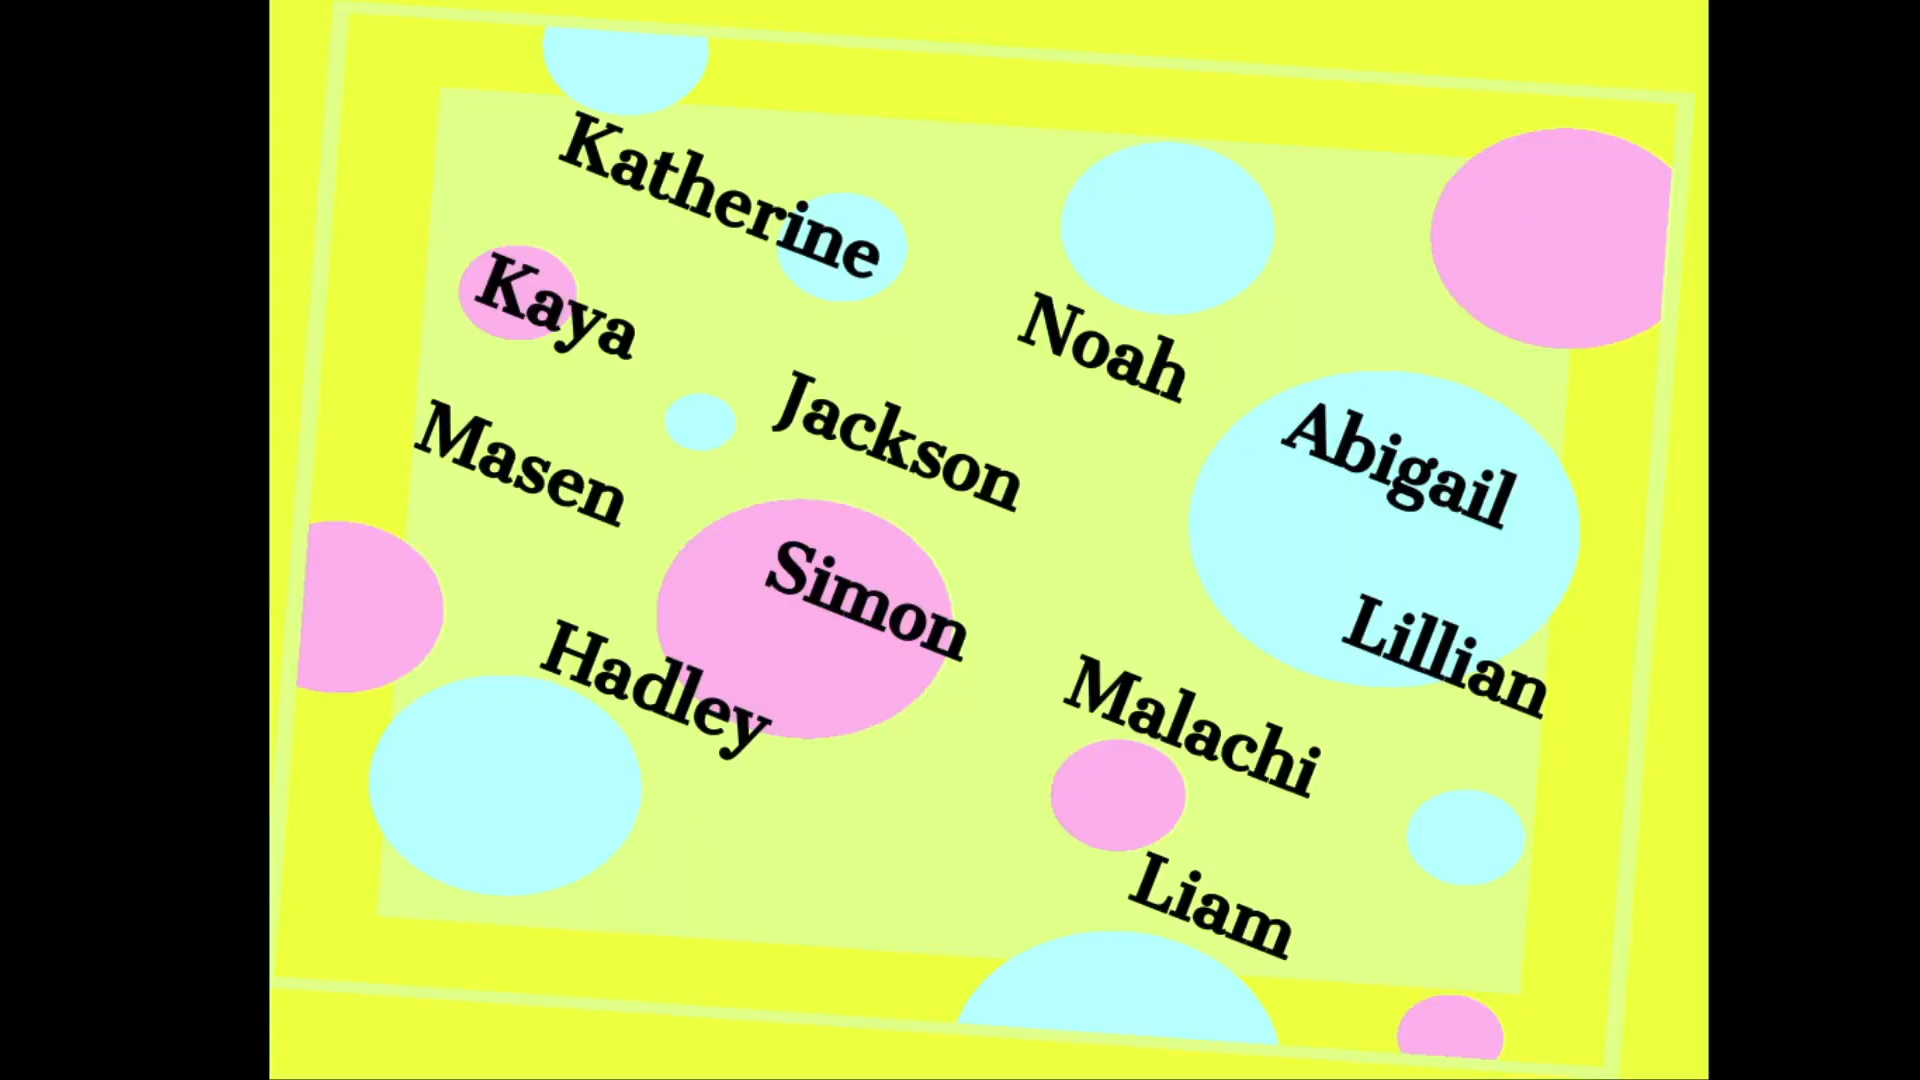 Katherine
Kaya
Noah
Jackson
Masen
Abigail
Simon
Lillian
Hadley
Malachi
Liam